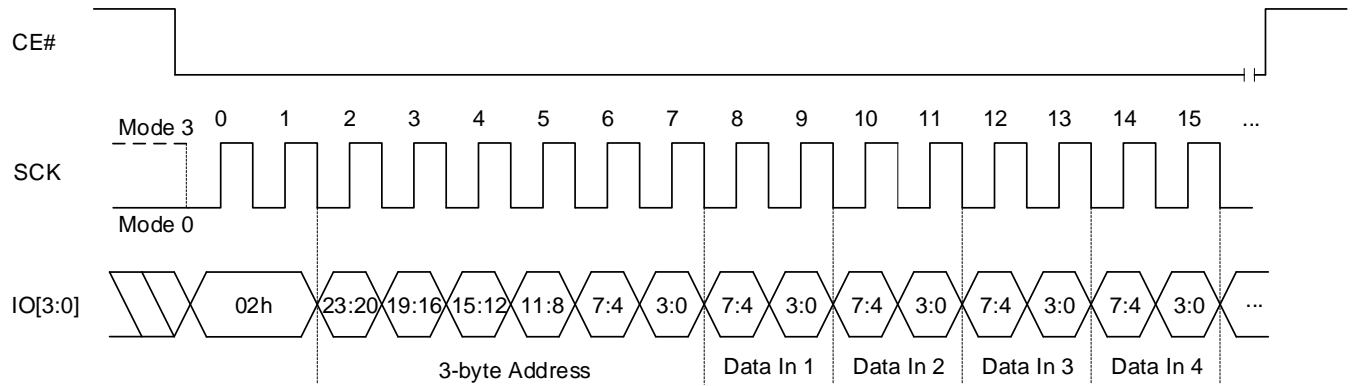 CE#
Mode 3 0 1 2 3 4 5 6 7 8 9 10 11 12 13 14 15 ...
SCK
Mode 0
IO[3:0] 02h 23:20 19:16 15:12 11:8 7:4 3:0 7:4 3:0 7:4 3:0 7:4 3:0 7:4 3:0 ...
3-byte Address Data In 1 Data In 2 Data In 3 Data In 4